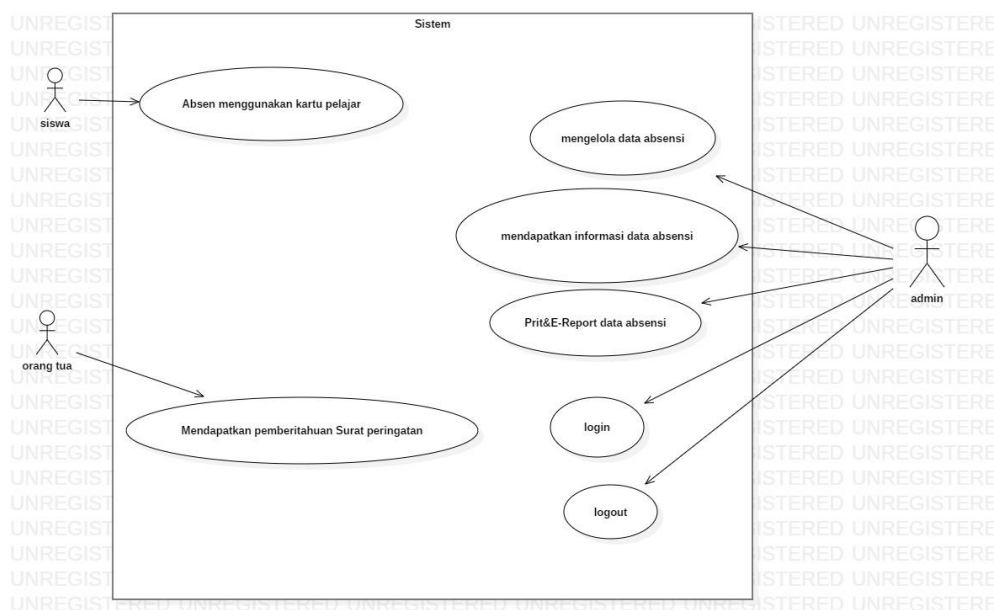 Sistem
Absen menggunakan kartu pelajar
siswa
mengelola data absensi
mendapatkan informasi data absensi
admin
Prit&E-Report data absensi
orang tua
Mendapatkan pemberitahuan Surat peringatan
login
logout
UNREGISTERED